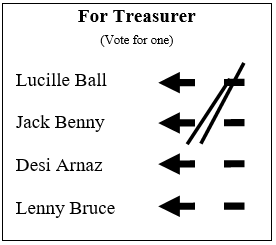 For Treasurer
(Vote for one)
Lucille Ball
Jack Benny
Desi Arnaz
Lenny Bruce